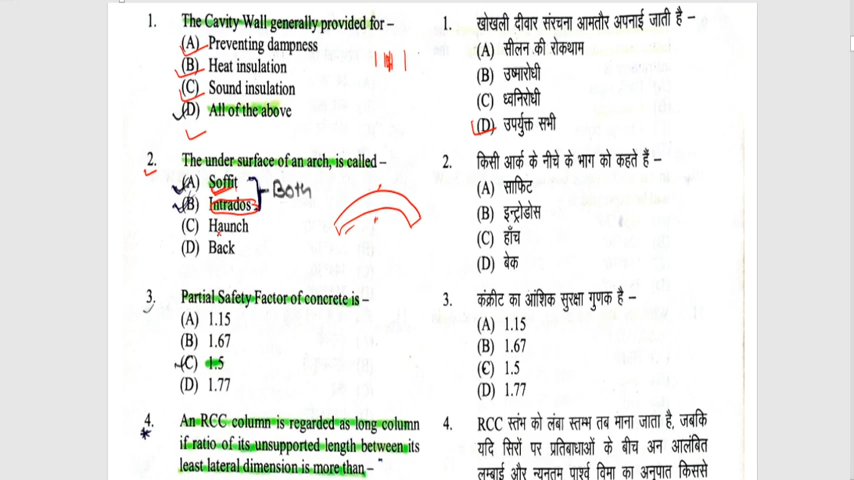 1. The Cavity Wall generally provided for –
(A) Preventing dampness
(B) Heat insulation
(C) Sound insulation
(D) All of the above
2. The under surface of an arch, is called –
(A) Soffit
(B) Intrados
Both
(C) Haunch
(D) Back
3. Partial Safety Factor of concrete is –
(A) 1.15
(B) 1.67
(C) 1.5
(D) 1.77
4. An RCC column is regarded as long column
if ratio of its unsupported length between its
least lateral dimension is more than –
1. खोखली दीवार संरचना आमतौर अपनाई जाती है –
(A) सीलन की रोकथाम
(B) उष्मारोधी
(C) ध्वनिरोधी
(D) उपर्युक्त सभी
2. किसी आर्क के नीचे के भाग को कहते हैं –
(A) साफिट
(B) इन्ट्रोडोस
(C) हाँच
(D) बेक
3. कंक्रीट का आंशिक सुरक्षा गुणक है –
(A) 1.15
(B) 1.67
(C) 1.5
(D) 1.77
4. RCC स्तंभ को लंबा स्तम्भ तब माना जाता है, जबकि
यदि सिरों पर प्रतिबाधाओं के बीच अन आलंबित
लम्बाई और न्यूनतम पार्श्व विमा का अनुपात किससे